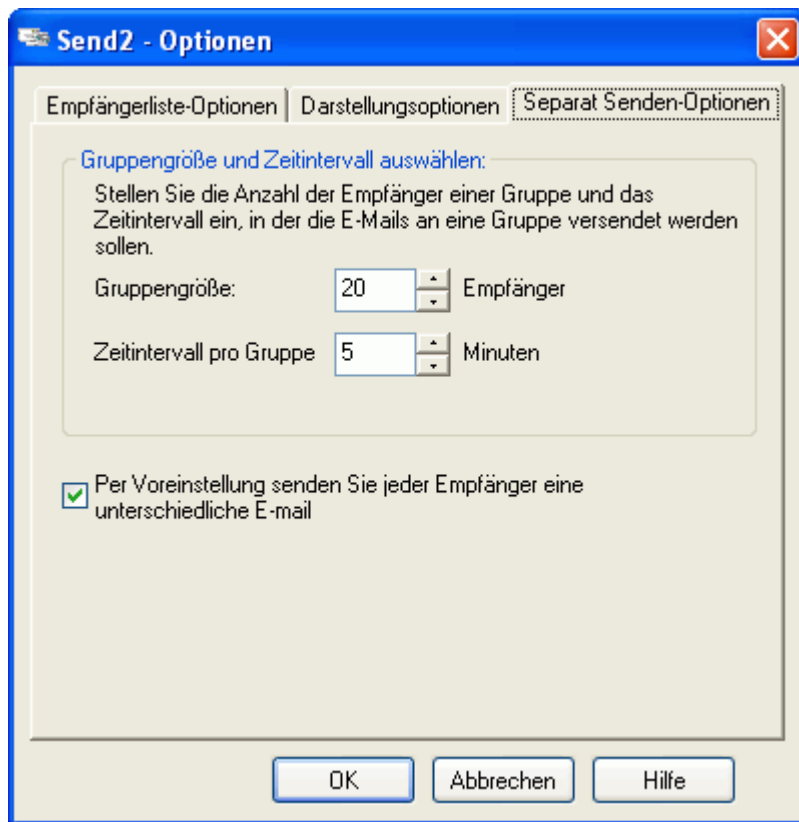 Send2 - Optionen
Empfängerliste-Optionen
Darstellungsoptionen
Separat Senden-Optionen
Gruppengröße und Zeitintervall auswählen:
Stellen Sie die Anzahl der Empfänger einer Gruppe und das
Zeitintervall ein, in der die E-Mails an eine Gruppe versendet werden
sollen.
Gruppengröße: 20 Empfänger
Zeitintervall pro Gruppe 5 Minuten
Per Voreinstellung senden Sie jeder Empfänger eine
unterschiedliche E-mail
OK Abbrechen Hilfe